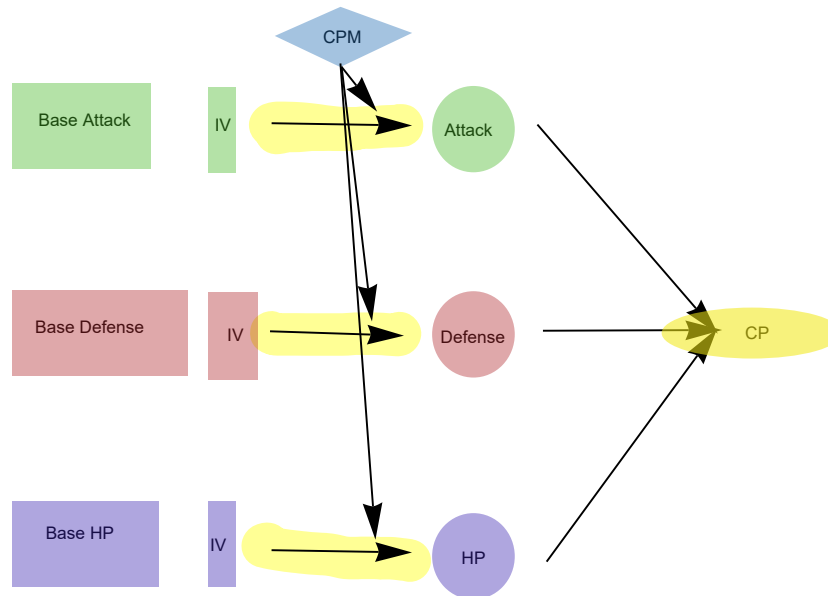 CPM
Base Attack
IV
Attack
Base Defense
IV
Defense
CP
Base HP
IV
HP